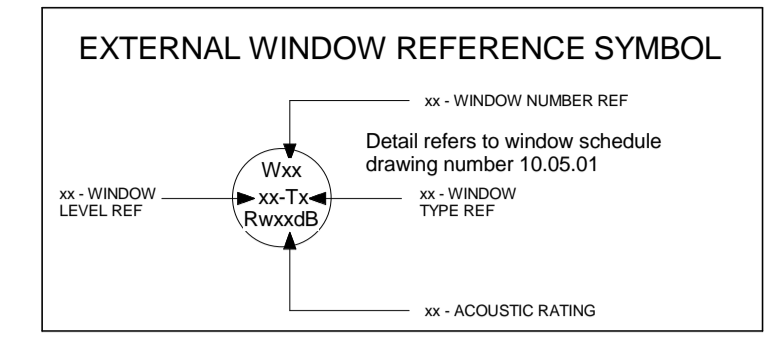 EXTERNAL WINDOW REFERENCE SYMBOL
xx - WINDOW NUMBER REF
Detail refers to window schedule
drawing number 10.05.01
Wxx
xx-Tx
RwxxdB
xx - WINDOW
LEVEL REF
xx - WINDOW
TYPE REF
xx - ACOUSTIC RATING